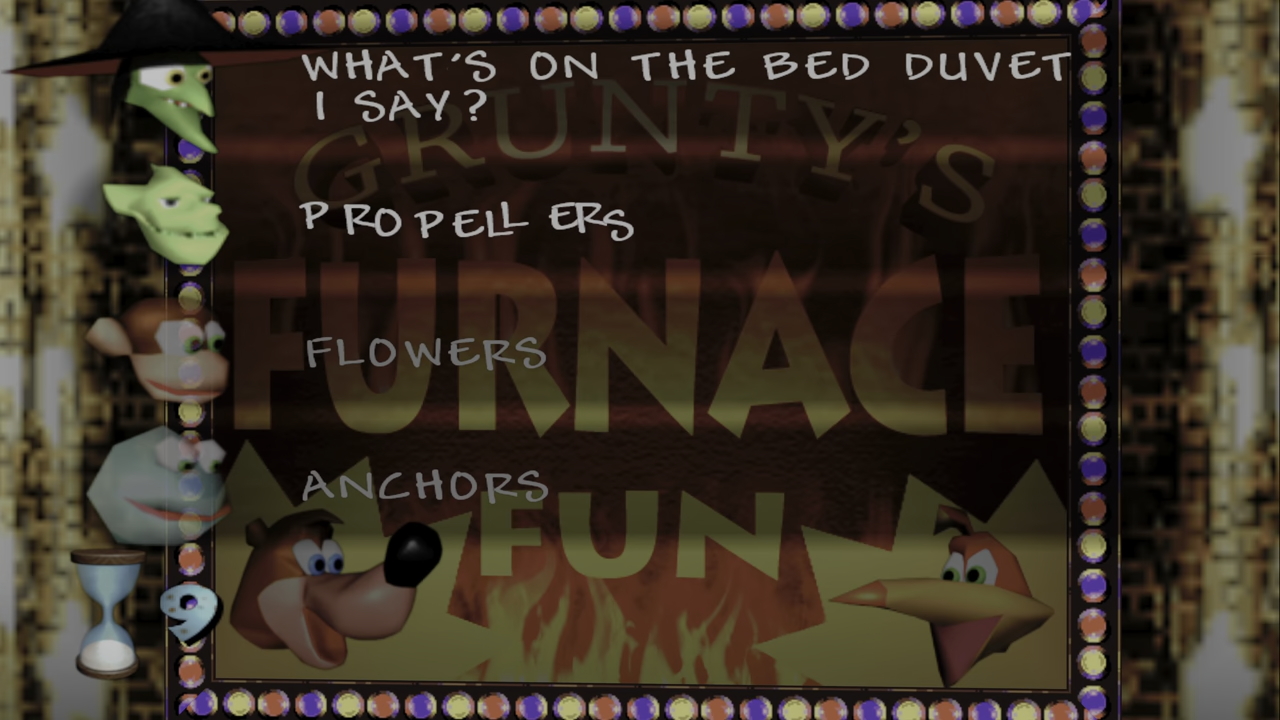 WHAT'S ON THE BED DUVET
I SAY?
GRUNTY'S
PROPELLERS
FURNACE
FLOWERS
ANCHORS
FUN
9